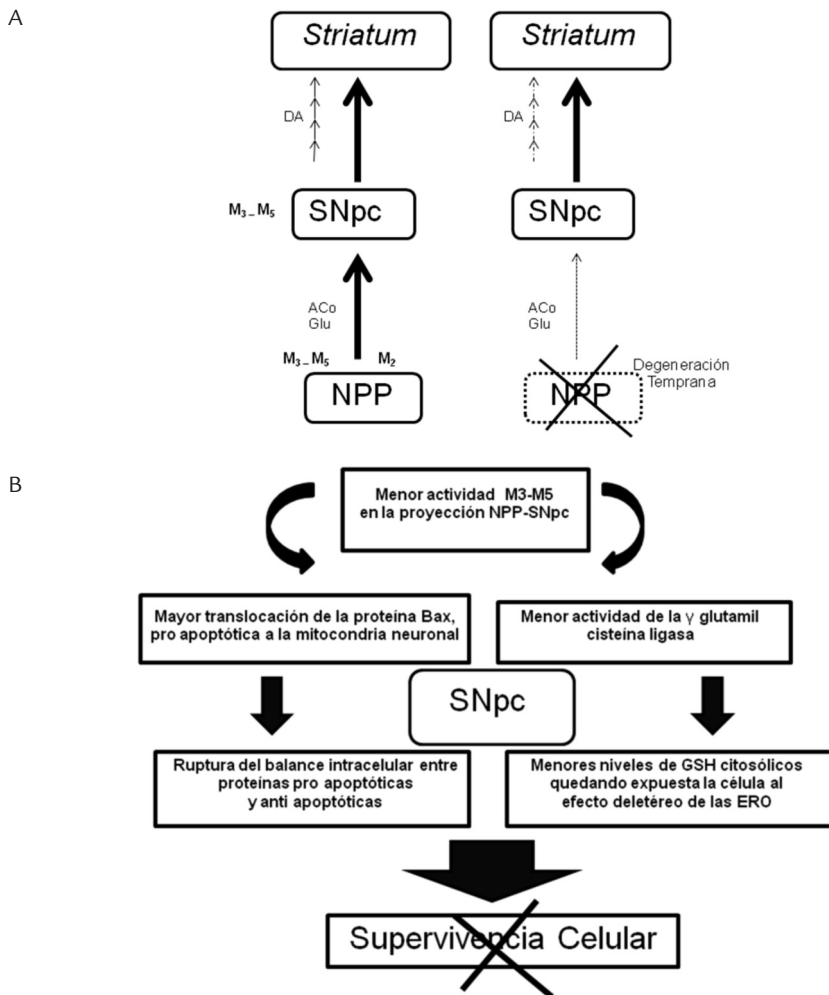 A
Striatum
Striatum
DA
DA
M3_ M5
SNpc
SNpc
ACo
Glu
ACo
Glu
M3_ M5
M2
NPP
NPP
Degeneración
Temprana
B
Menor actividad M3-M5
en la proyección NPP-SNpc
Mayor translocación de la proteína Bax,
pro apoptótica a la mitocondria neuronal
Menor actividad de la γ glutamil
cisteína ligasa
SNpc
Ruptura del balance intracelular entre
proteínas pro apoptóticas
y anti apoptóticas
Menores niveles de GSH citosólicos
quedando expuesta la célula al
efecto deletéreo de las ERO
Supervivencia Celular